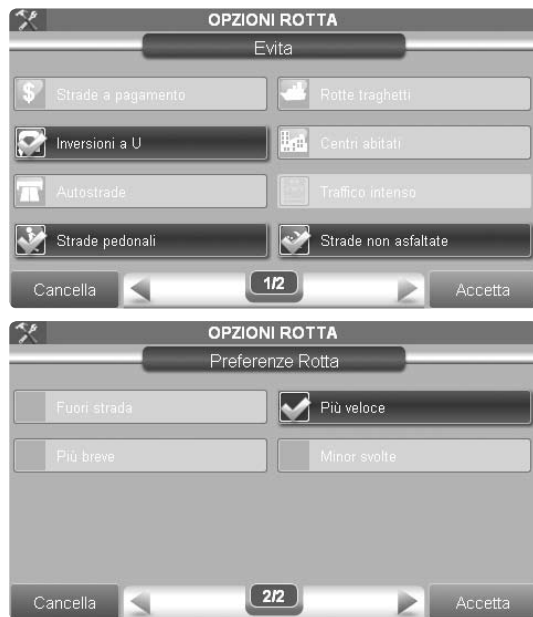 OPZIONI ROTTA
Evita
Strade a pagamento
Rotte traghetti
Inversioni a U
Centri abitati
Autostrade
Traffico intenso
Strade pedonali
Strade non asfaltate
Cancella
1/2
Accetta
OPZIONI ROTTA
Preferenze Rotta
Fuori strada
Più veloce
Più breve
Minor svolte
Cancella
2/2
Accetta